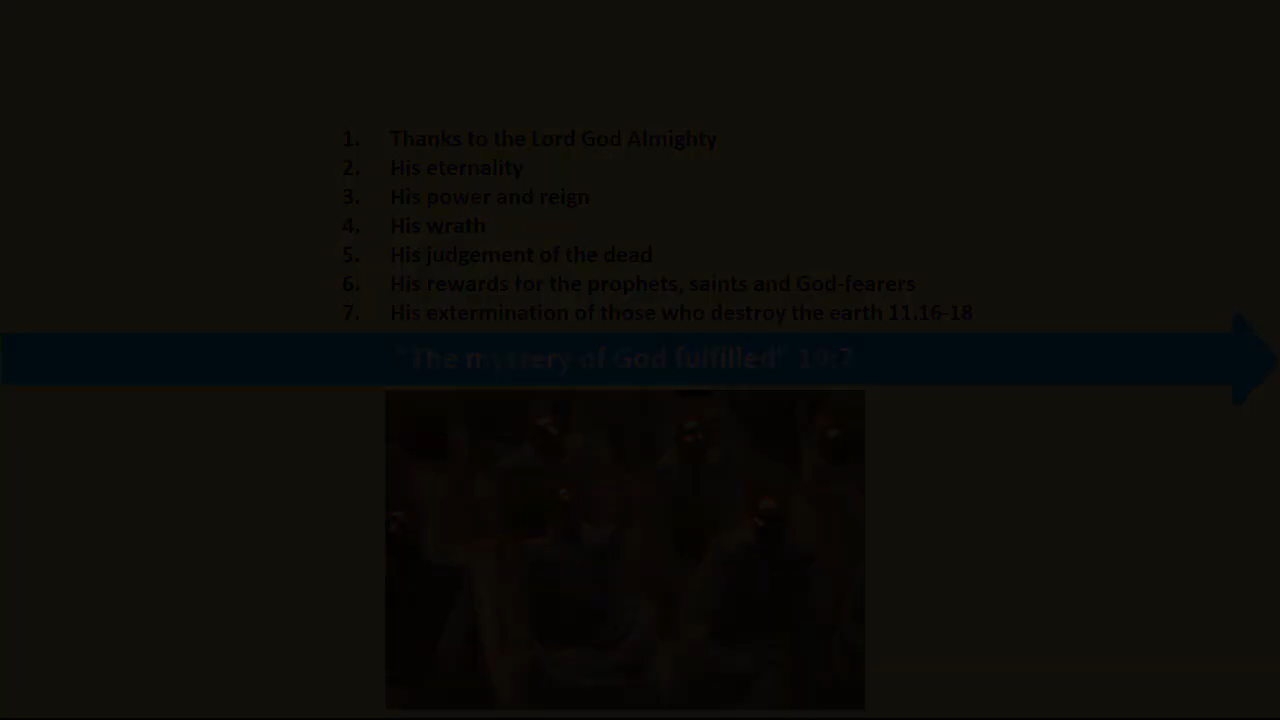 1. Thanks to the Lord God Almighty
2. His eternality
3. His power and reign
4. His wrath
5. His judgement of the dead
6. His rewards for the prophets, saints and God-fearers
7. His extermination of those who destroy the earth 11.16-18
"The mystery of God fulfilled" 10:7